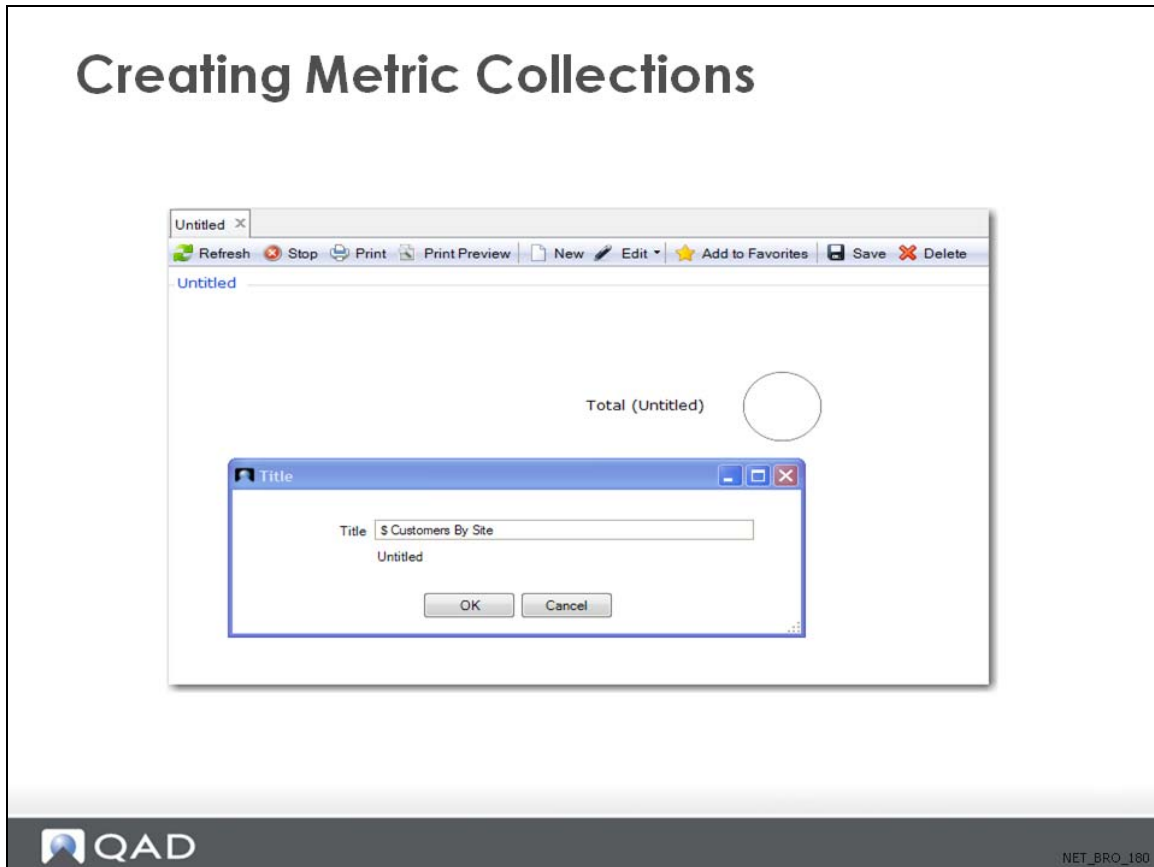 Creating Metric Collections
Untitled
Refresh Stop Print Print Preview New Edit Add to Favorites Save Delete
Untitled
Total (Untitled)
Title
Title $ Customers By Site
Untitled
OK Cancel
QAD
NET_BRO_180